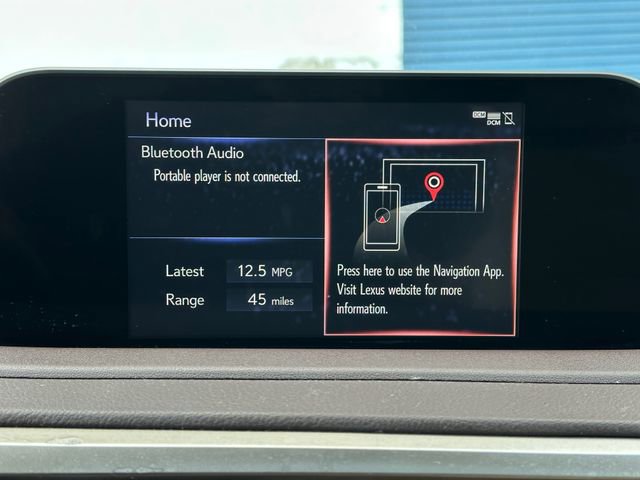 Home
DCM
DCM
Bluetooth Audio
Portable player is not connected.
Latest 12.5 MPG
Range 45 miles
Press here to use the Navigation App.
Visit Lexus website for more
information.